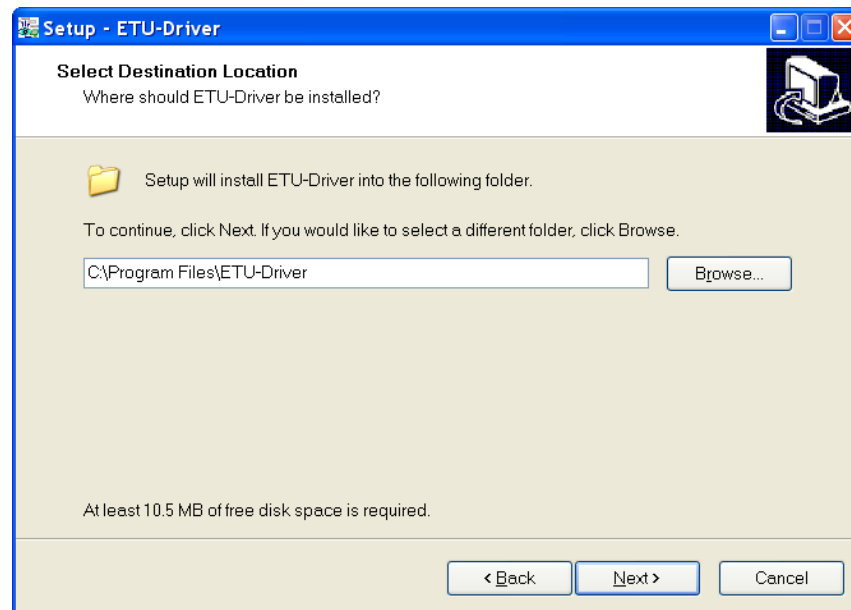 Setup - ETU-Driver
Select Destination Location
Where should ETU-Driver be installed?
Setup will install ETU-Driver into the following folder.
To continue, click Next. If you would like to select a different folder, click Browse.
C:\Program Files\ETU-Driver
Browse...
At least 10.5 MB of free disk space is required.
< Back Next > Cancel